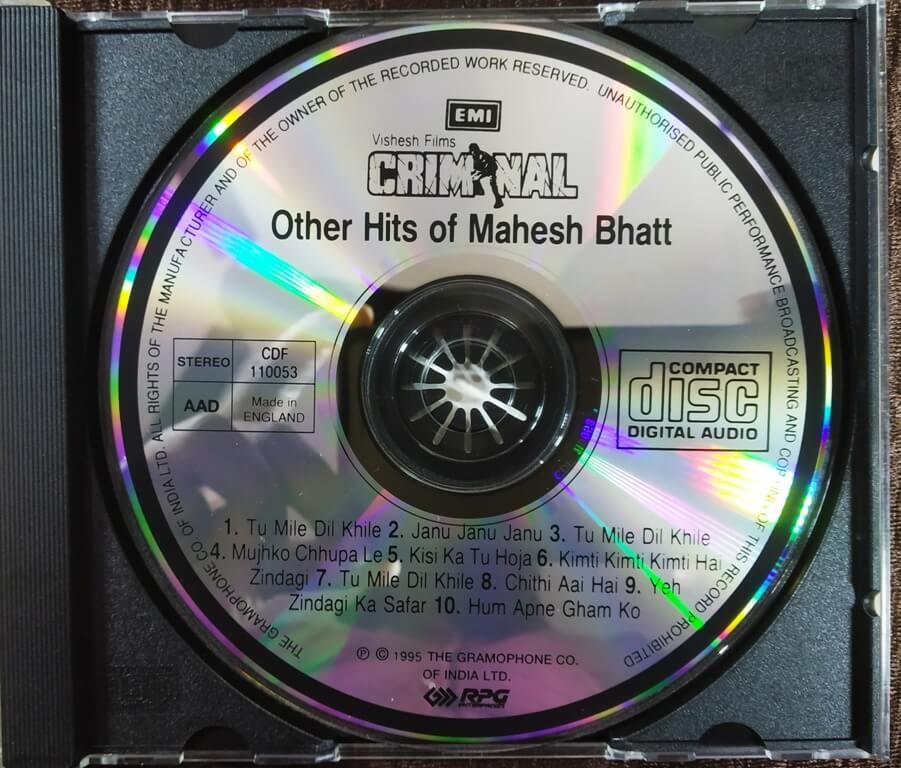 THE GRAMOPHONE CO. OF INDIA LTD. ALL RIGHTS OF THE MANUFACTURER AND OF THE OWNER OF THE RECORDED WORK RESERVED. UNAUTHORISED PUBLIC PERFORMANCE BROADCASTING AND COPYING OF THIS RECORD PROHIBITED
EMI
Vishesh Films
CRIMINAL
Other Hits of Mahesh Bhatt
STEREO
CDF
110053
AAD
Made in
ENGLAND
COMPACT
disc
DIGITAL AUDIO
1. Tu Mile Dil Khile 2. Janu Janu Janu 3. Tu Mile Dil Khile
4. Mujhko Chhupa Le 5. Kisi Ka Tu Hoja 6. Kimti Kimti Kimti Hai
Zindagi 7. Tu Mile Dil Khile 8. Chithi Aai Hai 9. Yeh
Zindagi Ka Safar 10. Hum Apne Gham Ko
℗ © 1995 THE GRAMOPHONE CO.
OF INDIA LTD.
RPG
ENTERPRISES